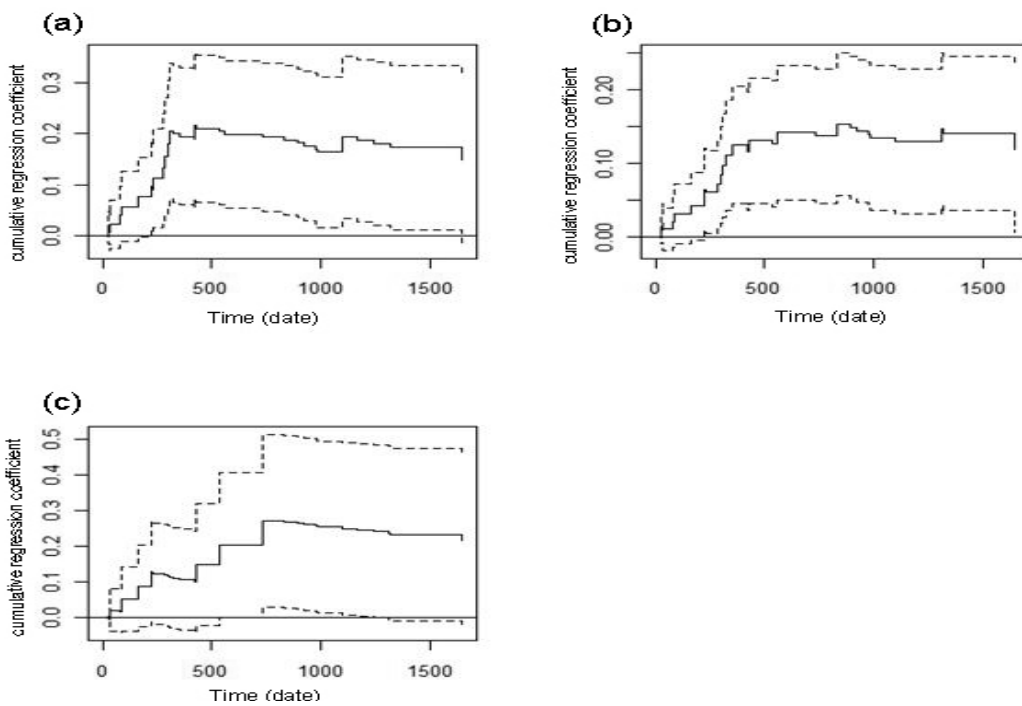 (a)
cumulative regression coefficient
0.0 0.1 0.2 0.3
0 500 1000 1500
Time (date)
(b)
cumulative regression coefficient
0.00 0.10 0.20
0 500 1000 1500
Time (date)
(c)
cumulative regression coefficient
0.0 0.1 0.2 0.3 0.4 0.5
0 500 1000 1500
Time (date)